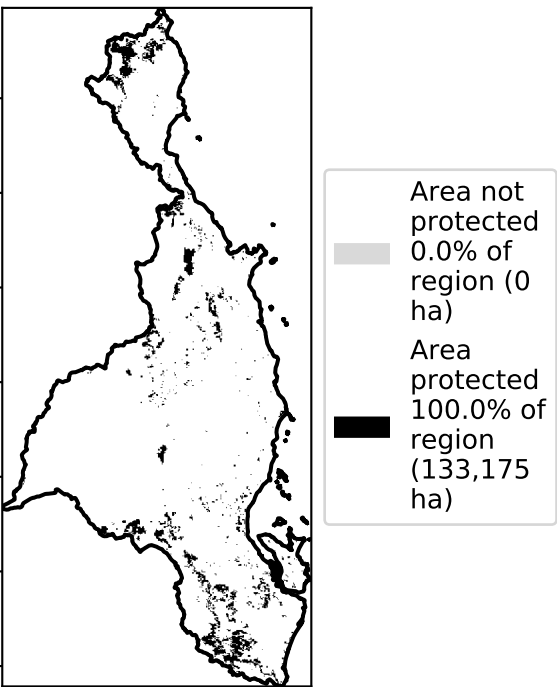 Area not
protected
0.0% of
region (0
ha)
Area
protected
100.0% of
region
(133,175
ha)